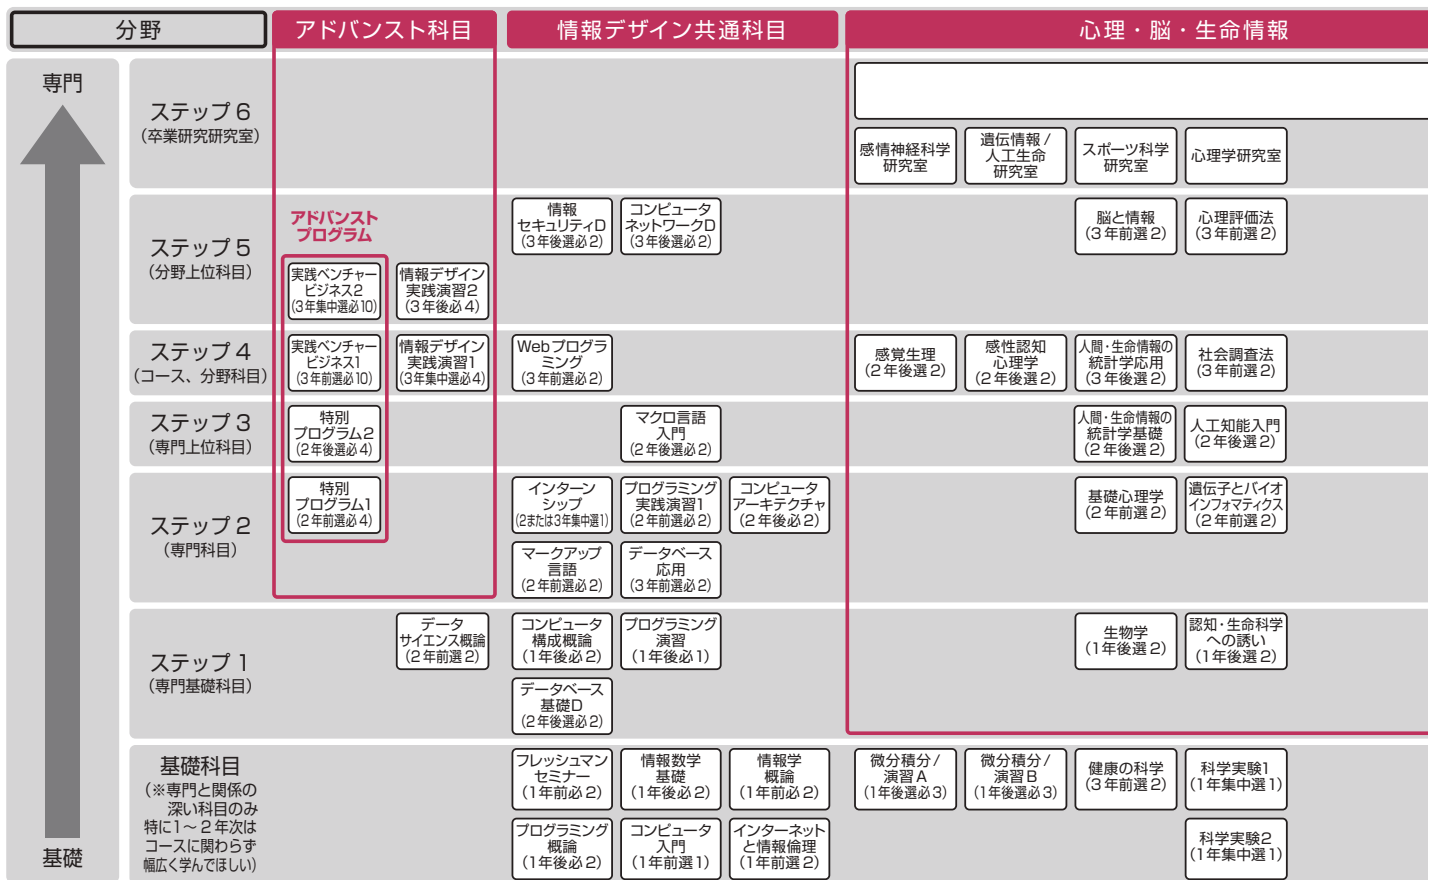 分野
アドバンスト科目
情報デザイン共通科目
心理・脳・生命情報
専門
基礎
ステップ 6
（卒業研究研究室）
感情神経科学
研究室
遺伝情報 /
人工生命
研究室
スポーツ科学
研究室
心理学研究室
ステップ 5
（分野上位科目）
アドバンスト
プログラム
実践ベンチャー
ビジネス2
（3年集中選必10）
情報デザイン
実践演習2
（3年後必4）
情報
セキュリティD
（3年後選必2）
コンピュータ
ネットワークD
（3年後選必2）
脳と情報
（3年前選2）
心理評価法
（3年前選2）
ステップ 4
（コース、分野科目）
実践ベンチャー
ビジネス1
（3年前選必10）
情報デザイン
実践演習1
（3年集中選必4）
Webプログラ
ミング
（3年前選必2）
感覚生理
（2年後選2）
感性認知
心理学
（2年後選2）
人間・生命情報の
統計学応用
（3年後選2）
社会調査法
（3年前選2）
ステップ 3
（専門上位科目）
特別
プログラム2
（2年後選必4）
マクロ言語
入門
（2年後選必2）
人間・生命情報の
統計学基礎
（2年後選2）
人工知能入門
（2年後選2）
ステップ 2
（専門科目）
特別
プログラム1
（2年前選必4）
インターン
シップ
（2または3年集中選1）
プログラミング
実践演習1
（2年前選必2）
コンピュータ
アーキテクチャ
（2年後必2）
マークアップ
言語
（2年前選必2）
データベース
応用
（3年前選必2）
基礎心理学
（2年前選2）
遺伝子とバイオ
インフォマティクス
（2年前選2）
ステップ 1
（専門基礎科目）
データ
サイエンス概論
（2年前選2）
コンピュータ
構成概論
（1年後必2）
プログラミング
演習
（1年後必1）
データベース
基礎D
（2年後選必2）
生物学
（1年後選2）
認知・生命科学
への誘い
（1年後選2）
基礎科目
（※専門と関係の
深い科目のみ
特に1～2年次は
コースに関わらず
幅広く学んでほしい）
フレッシュマン
セミナー
（1年前必2）
情報数学
基礎
（1年後必2）
情報学
概論
（1年前必2）
微分積分/
演習A
（1年後選必3）
微分積分/
演習B
（1年後選必3）
健康の科学
（3年前選2）
科学実験1
（1年集中選1）
プログラミング
概論
（1年後必2）
コンピュータ
入門
（1年前選1）
インターネット
と情報倫理
（1年前選2）
科学実験2
（1年集中選1）